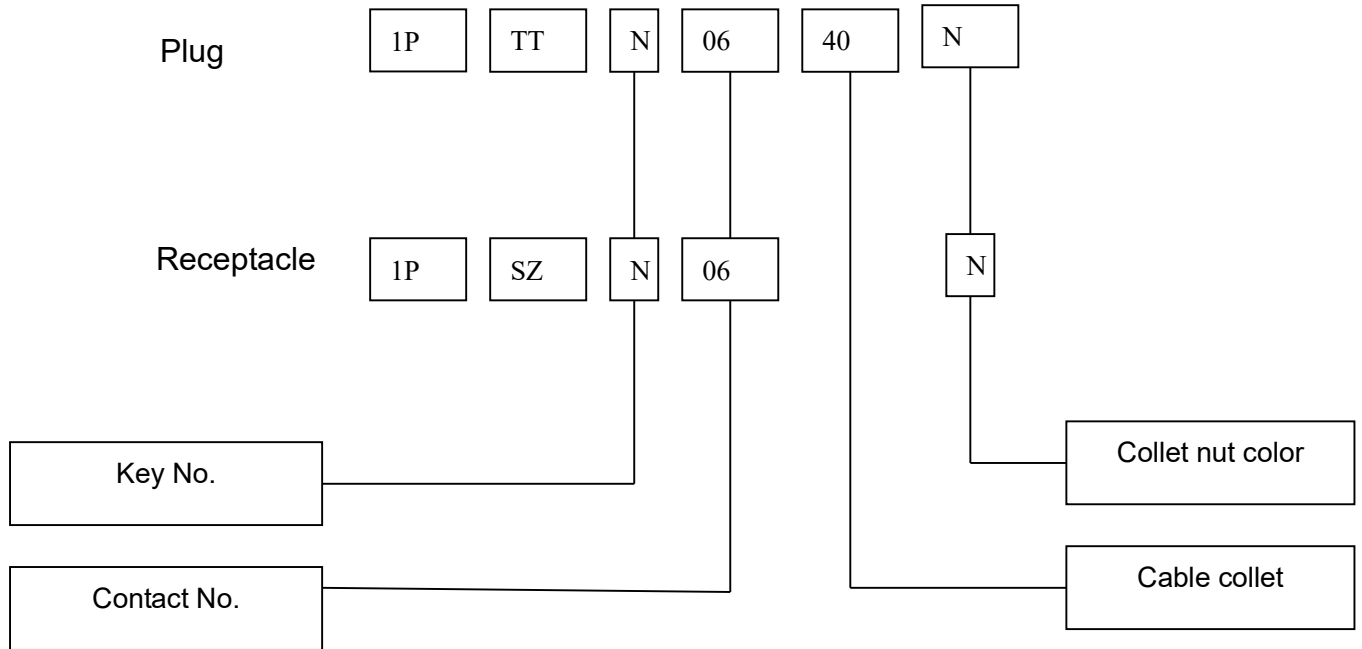 Plug 1P TT N 06 40 N
Receptacle 1P SZ N 06 N
Key No.
Collet nut color
Contact No.
Cable collet